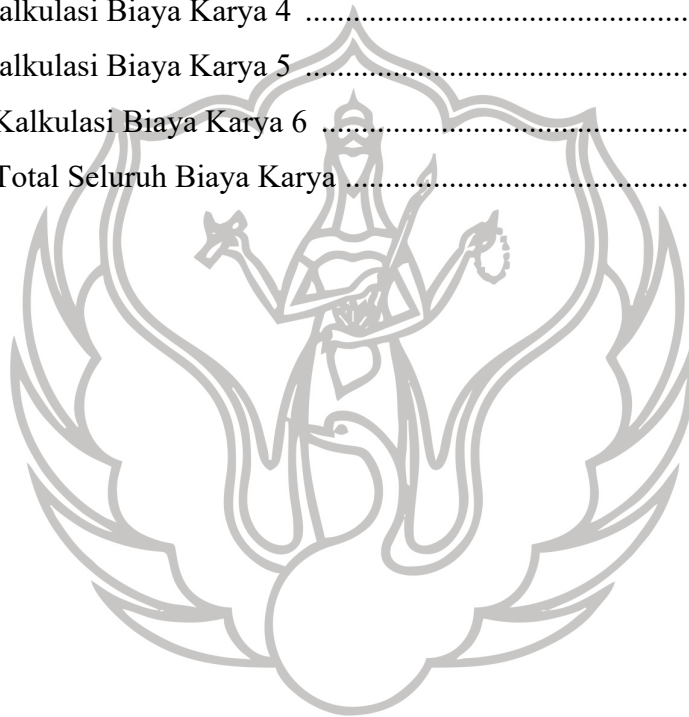 alkulasi Biaya Karya 4 ..................................................
alkulasi Biaya Karya 5 ..................................................
Kalkulasi Biaya Karya 6 ................................................
Total Seluruh Biaya Karya .............................................